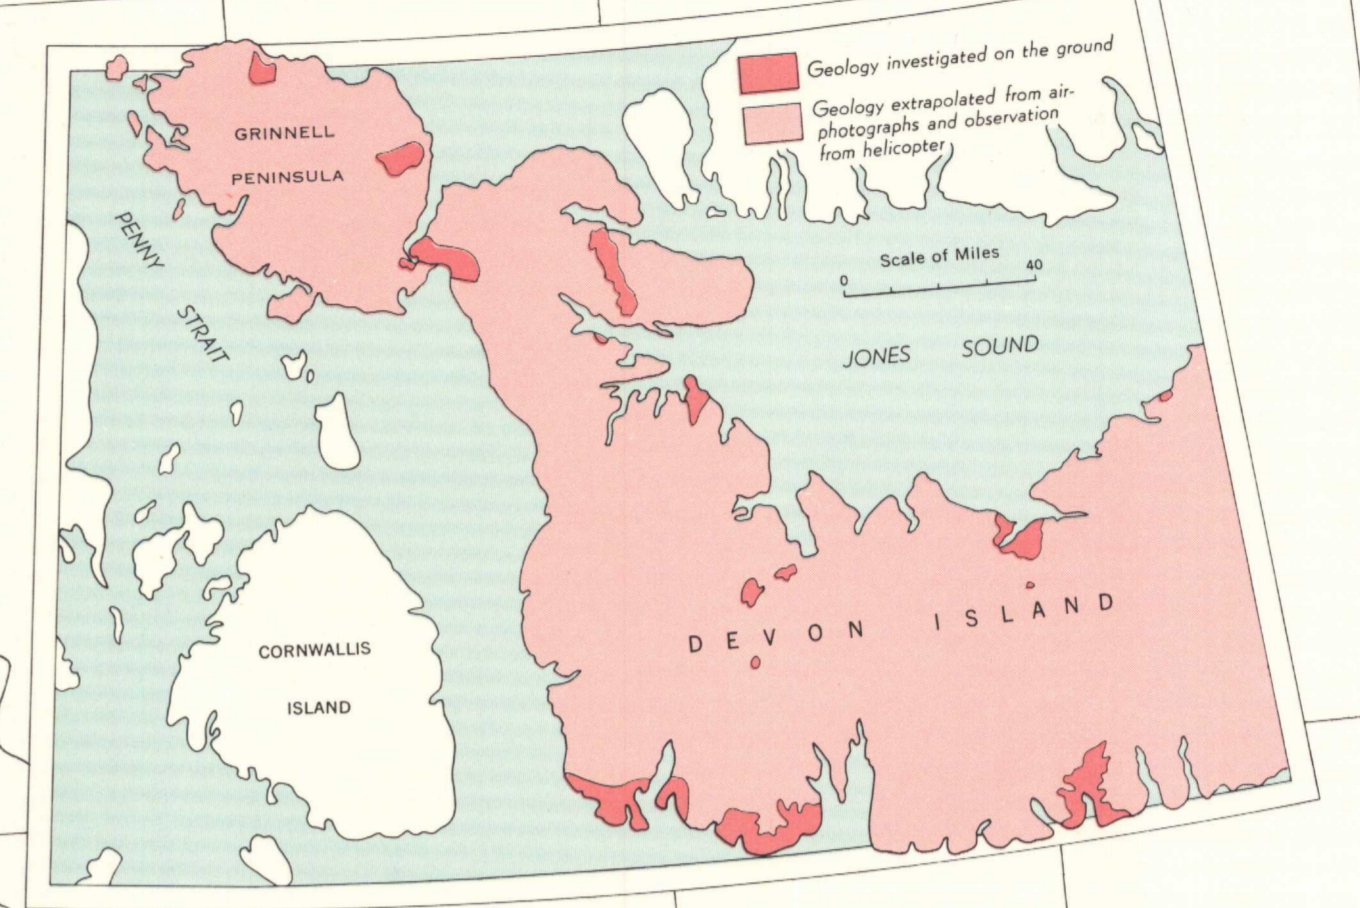 Geology investigated on the ground
Geology extrapolated from air-
photographs and observation
from helicopter
GRINNELL
PENINSULA
PENNY
STRAIT
Scale of Miles
0
40
JONES SOUND
DEVON ISLAND
CORNWALLIS
ISLAND